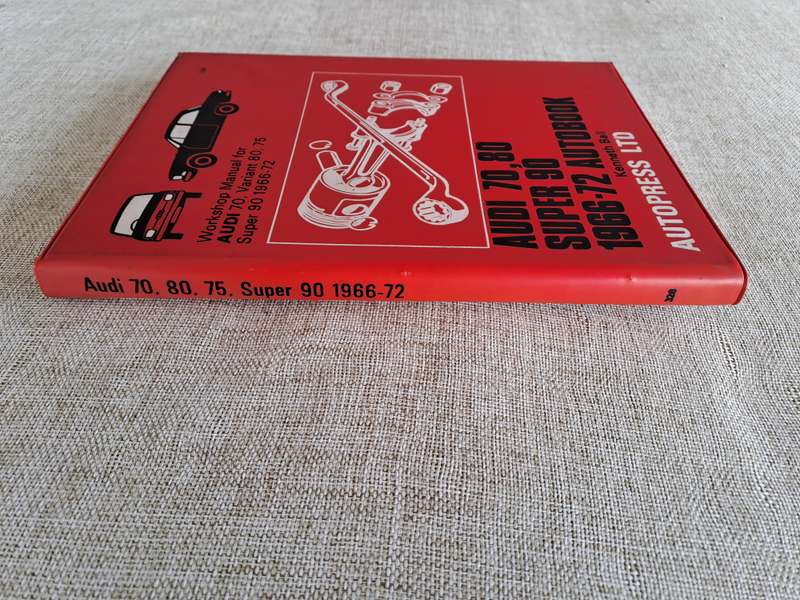 AUDI 70, 80
SUPER 90
1966-72 AUTOBOOK
Kenneth Ball
AUTOPRESS LTD
Workshop Manual for
AUDI 70, Variant 80, 75
Super 90 1966-72
Audi 70, 80, 75, Super 90 1966-72